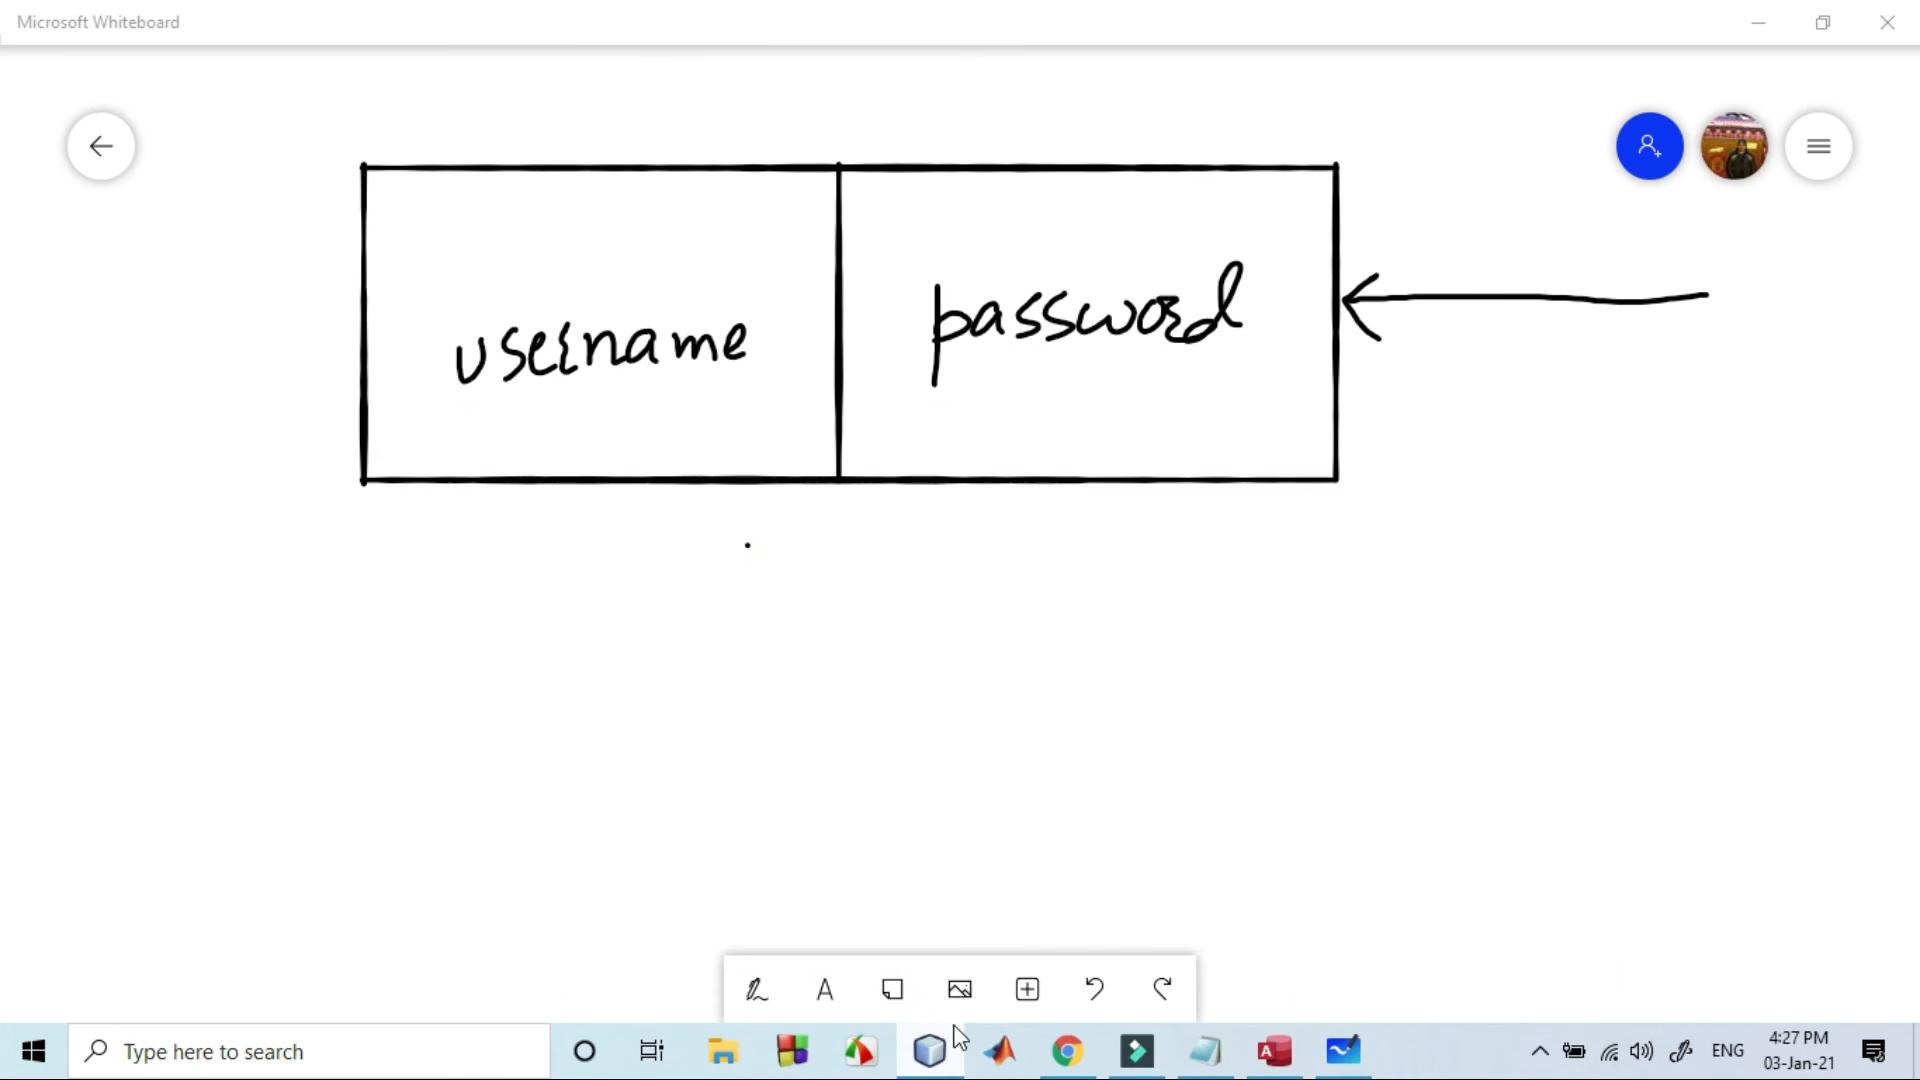 Microsoft Whiteboard
username
password
A
Type here to search
A
ENG
4:27 PM
03-Jan-21